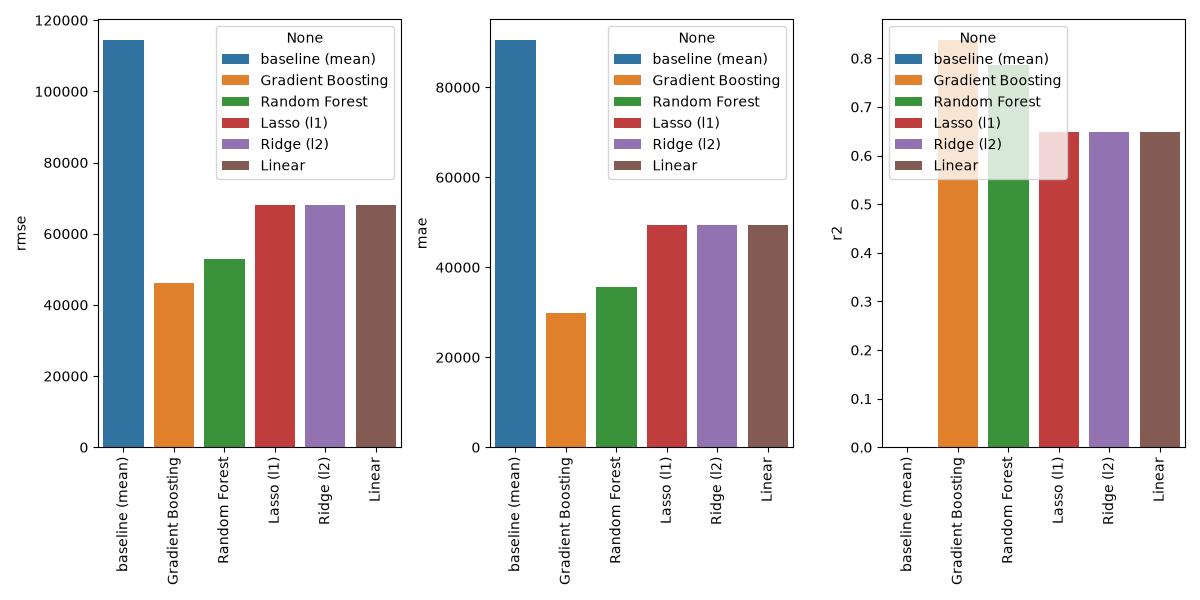 120000
100000
80000
60000
40000
20000
0
rmse
None
baseline (mean)
Gradient Boosting
Random Forest
Lasso (l1)
Ridge (l2)
Linear
baseline (mean)
Gradient Boosting
Random Forest
Lasso (l1)
Ridge (l2)
Linear
80000
60000
40000
20000
0
mae
None
baseline (mean)
Gradient Boosting
Random Forest
Lasso (l1)
Ridge (l2)
Linear
baseline (mean)
Gradient Boosting
Random Forest
Lasso (l1)
Ridge (l2)
Linear
0.8
0.7
0.6
0.5
0.4
0.3
0.2
0.1
0.0
r2
None
baseline (mean)
Gradient Boosting
Random Forest
Lasso (l1)
Ridge (l2)
Linear
baseline (mean)
Gradient Boosting
Random Forest
Lasso (l1)
Ridge (l2)
Linear